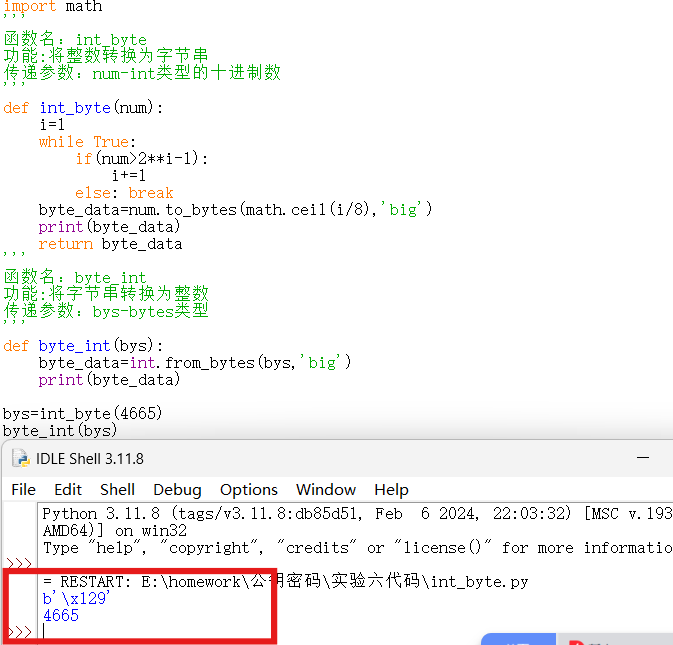 import math
'''
函数名：int_byte
功能:将整数转换为字节串
传递参数：num-int类型的十进制数
'''
def int_byte(num):
    i=1
    while True:
        if(num>2**i-1):
            i+=1
        else: break
    byte_data=num.to_bytes(math.ceil(i/8),'big')
    print(byte_data)
    return byte_data
'''
函数名：byte_int
功能:将字节串转换为整数
传递参数：bys-bytes类型
'''
def byte_int(bys):
    byte_data=int.from_bytes(bys,'big')
    print(byte_data)
bys=int_byte(4665)
byte_int(bys)
IDLE Shell 3.11.8
File Edit Shell Debug Options Window Help
Python 3.11.8 (tags/v3.11.8:db85d51, Feb  6 2024, 22:03:32) [MSC v.193
AMD64)] on win32
Type "help", "copyright", "credits" or "license()" for more informatio
>>>
= RESTART: E:\homework\公钥密码\实验六代码\int_byte.py
b'\x129'
4665
>>>